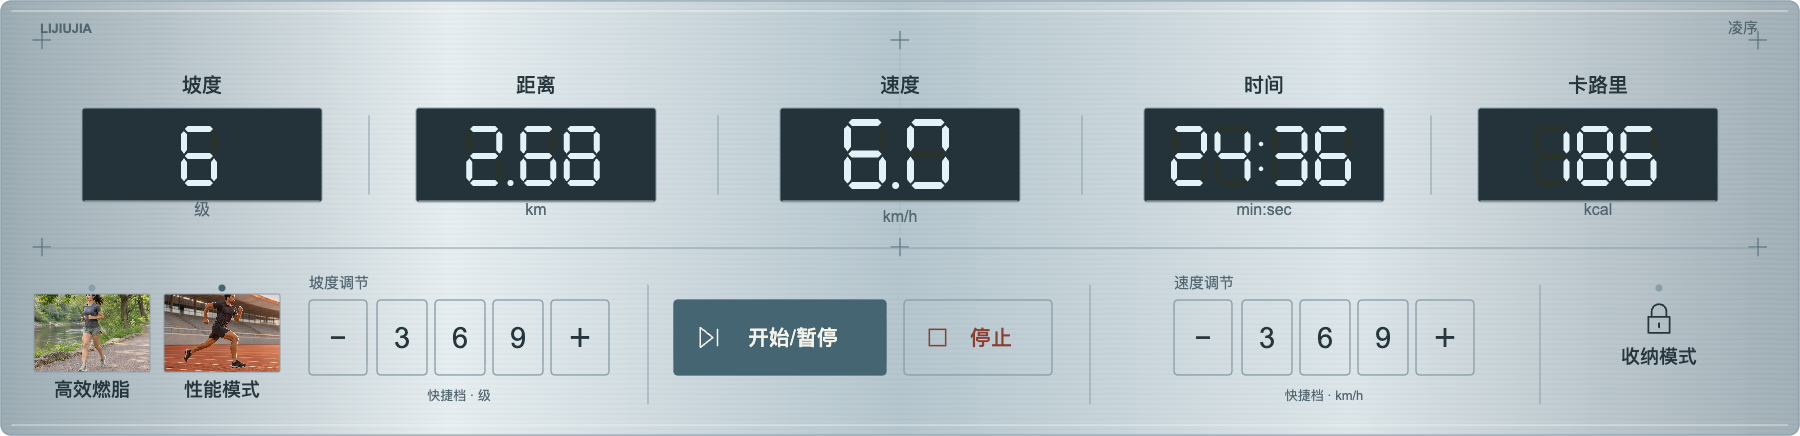 LIJIUJIA
凌序
坡度
距离
速度
时间
卡路里
6
2.68
6.0
24:36
186
级
km
km/h
min:sec
kcal
坡度调节
速度调节
− 3 6 9 +
开始/暂停
停止
− 3 6 9 +
收纳模式
高效燃脂
性能模式
快捷档 · 级
快捷档 · km/h